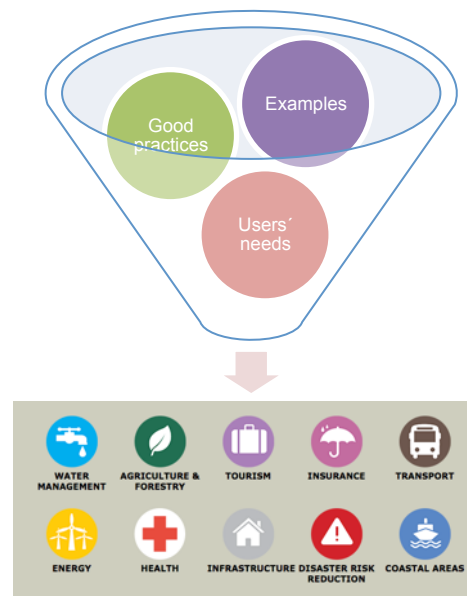 Examples
Good
practices
Users´
needs
WATER
MANAGEMENT
AGRICULTURE &
FORESTRY
TOURISM
INSURANCE
TRANSPORT
ENERGY
HEALTH
INFRASTRUCTURE
DISASTER RISK
REDUCTION
COASTAL AREAS